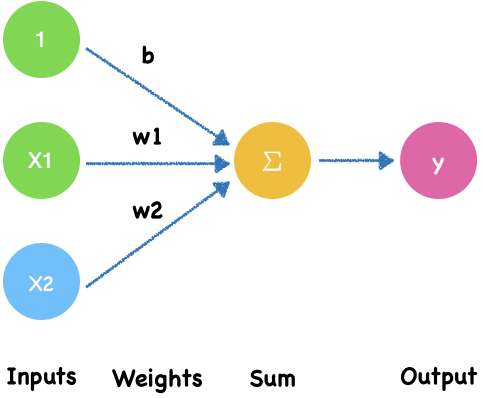 1
b
w1
X1
Σ
y
w2
X2
Inputs
Weights
Sum
Output